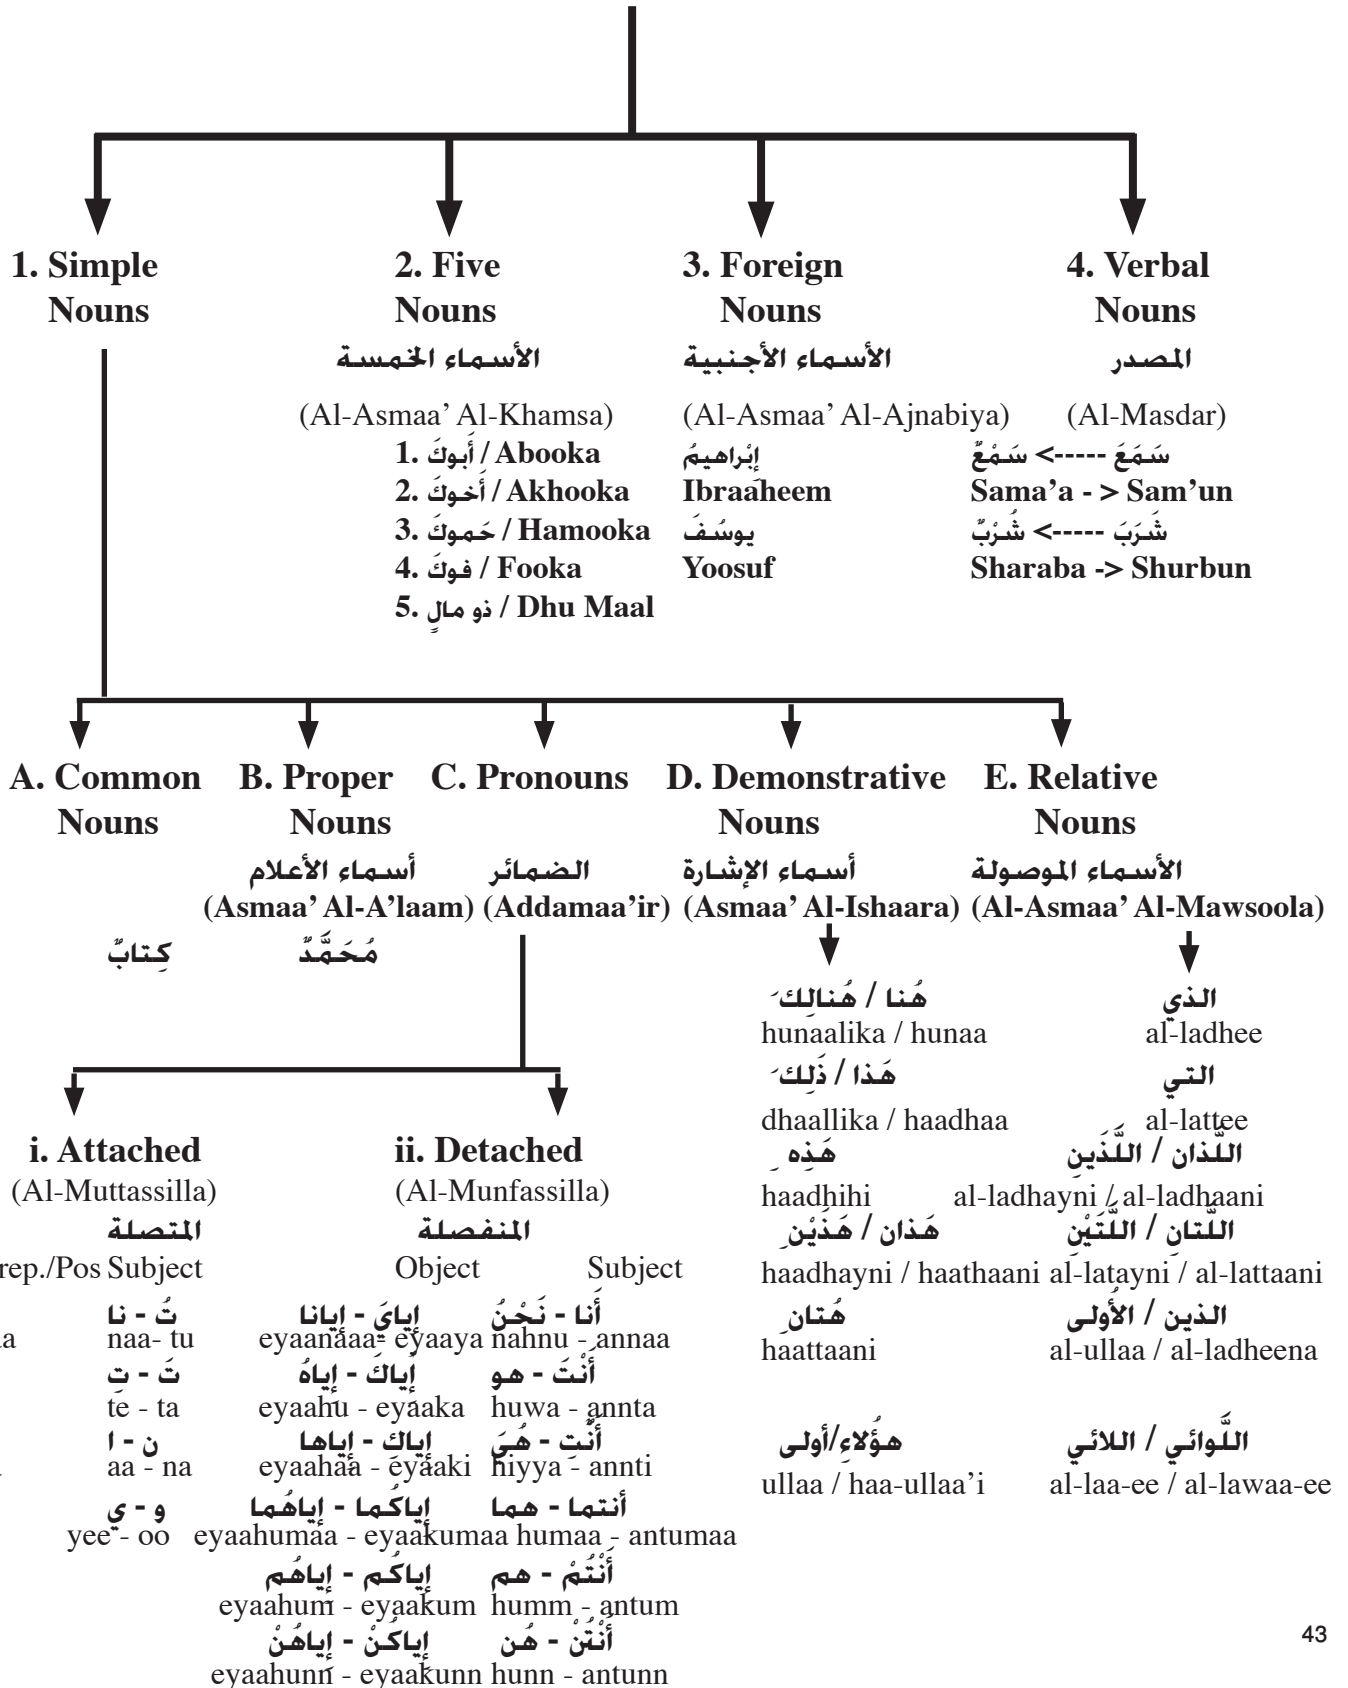 1. Simple Nouns
2. Five Nouns
الأسماء الخمسة
(Al-Asmaa' Al-Khamsa)
1. أَبوكَ / Abooka
2. أَخوكَ / Akhooka
3. حَموكَ / Hamooka
4. فوكَ / Fooka
5. ذو مالٍ / Dhu Maal
3. Foreign Nouns
الأسماء الأجنبية
(Al-Asmaa' Al-Ajnabiya)
إبْراهيمُ
Ibraaheem
يوسُفَ
Yoosuf
4. Verbal Nouns
المصدر
(Al-Masdar)
سَمَعَ -----> سَمْعٌ
Sama'a - > Sam'un
شَرَبَ -----> شُرْبٌ
Sharaba -> Shurbun
A. Common Nouns
كِتابٌ
B. Proper Nouns
أسماء الأعلام
(Asmaa' Al-A'laam)
مُحَمَّدٌ
C. Pronouns
الضمائر
(Addamaa'ir)
D. Demonstrative Nouns
أسماء الإشارة
(Asmaa' Al-Ishaara)
هُنا / هُنالِكَ
hunaalika / hunaa
هَذا / ذَلِكَ
dhaallika / haadhaa
هَذِهِ
haadhihi
هَذان / هَذَيْنِ
haadhayni / haathaani
هُتانِ
haattaani
هؤُلاءِ/أولى
ullaa / haa-ullaa'i
E. Relative Nouns
الأسماء الموصولة
(Al-Asmaa' Al-Mawsoola)
الذي
al-ladhee
التي
al-lattee
اللَّذان / اللَّذَينِ
al-ladhayni / al-ladhaani
اللَّتانِ / اللَّتَيْنِ
al-latayni / al-lattaani
الذين / الأُولى
al-ullaa / al-ladheena
اللَّوائي / اللائي
al-laa-ee / al-lawaa-ee
i. Attached
(Al-Muttassilla)
المتصلة
rep./Pos Subject
تُ - نا
naa- tu
تَ - تِ
te - ta
ن - ا
aa - na
و - ي
yee - oo
ii. Detached
(Al-Munfassilla)
المنفصلة
Object Subject
إيايَ - إيانا أَنا - نَحْنُ
eyaanaaa- eyaaya nahnu - annaa
إياكَ - إياهُ أَنْتَ - هو
eyaahu - eyaaka huwa - annta
إياكِ - إياها أَنْتِ - هُيَ
eyaahaa - eyaaki hiyya - annti
إياكُما - إياهُما أنتما - هما
eyaahumaa - eyaakumaa humaa - antumaa
إياكُم - إياهُم أَنْتُمْ - هم
eyaahum - eyaakum humm - antum
إياكُنْ - إياهُنْ أَنْتُنْ - هُن
eyaahunn - eyaakunn hunn - antunn
43